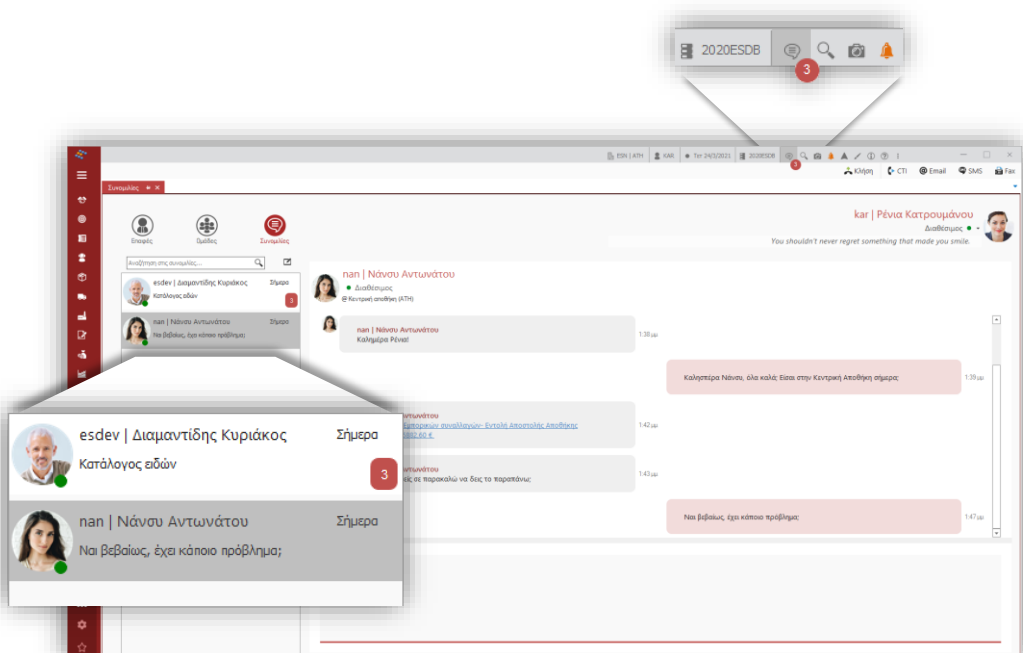 2020ESDB
3
ESN | ATH
KAR
Τετ 24/3/2021
2020ESDB
3
Κλήση
CTI
Email
SMS
Fax
Συνομιλίες
Επαφές
Ομάδες
Συνομιλίες
kar | Ρένια Κατρουμάνου
Διαθέσιμος
You shouldn't never regret something that made you smile.
Αναζήτηση στις συνομιλίες...
esdev | Διαμαντίδης Κυριάκος
Σήμερα
Κατάλογος ειδών
3
nan | Νάνσυ Αντωνάτου
Σήμερα
Ναι βεβαίως, έχει κάποιο πρόβλημα;
nan | Νάνσυ Αντωνάτου
Διαθέσιμος
@ Κεντρική αποθήκη (ATH)
nan | Νάνσυ Αντωνάτου
Καλημέρα Ρένια!
1:38 μμ
Καλησπέρα Νάνσυ, όλα καλά; Είσαι στην Κεντρική Αποθήκη σήμερα;
1:39 μμ
ντωνάτου
Εμπορικών συναλλαγών- Εντολή Αποστολής Αποθήκης
882,60 €
1:42 μμ
ντωνάτου
είς σε παρακαλώ να δεις το παραπάνω;
1:43 μμ
Ναι βεβαίως, έχει κάποιο πρόβλημα;
1:47 μμ
esdev | Διαμαντίδης Κυριάκος
Σήμερα
Κατάλογος ειδών
3
nan | Νάνσυ Αντωνάτου
Σήμερα
Ναι βεβαίως, έχει κάποιο πρόβλημα;